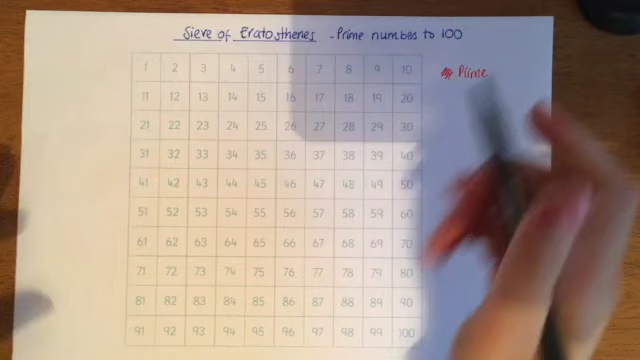 Sieve of Eratosthenes - Prime numbes to 100
Prime
1 2 3 4 5 6 7 8 9 10
11 12 13 14 15 16 17 18 19 20
21 22 23 24 25 26 27 28 29 30
31 32 33 34 35 36 37 38 39 40
41 42 43 44 45 46 47 48 49 50
51 52 53 54 55 56 57 58 59 60
61 62 63 64 65 66 67 68 69 70
71 72 73 74 75 76 77 78 79 80
81 82 83 84 85 86 87 88 89 90
91 92 93 94 95 96 97 98 99 100